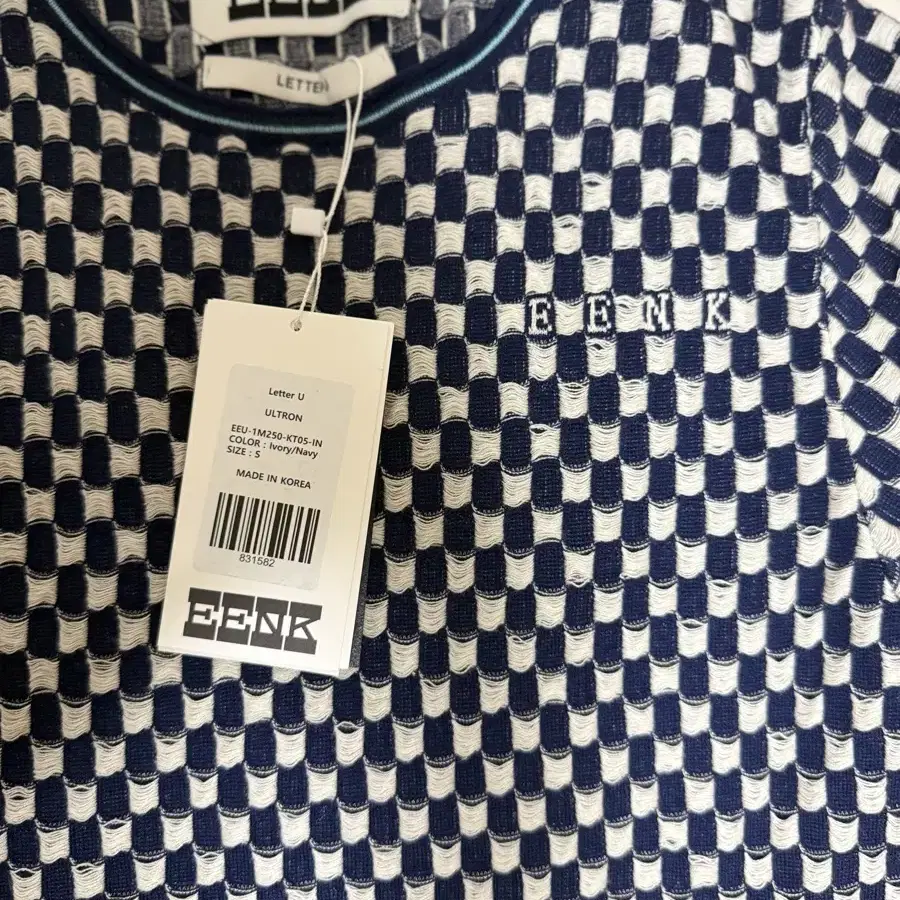 EENK
LETTER
E E N K
Letter U
ULTRON
EEU-1M250-KT05-IN
COLOR : Ivory/Navy
SIZE : S
MADE IN KOREA
831582
EENK